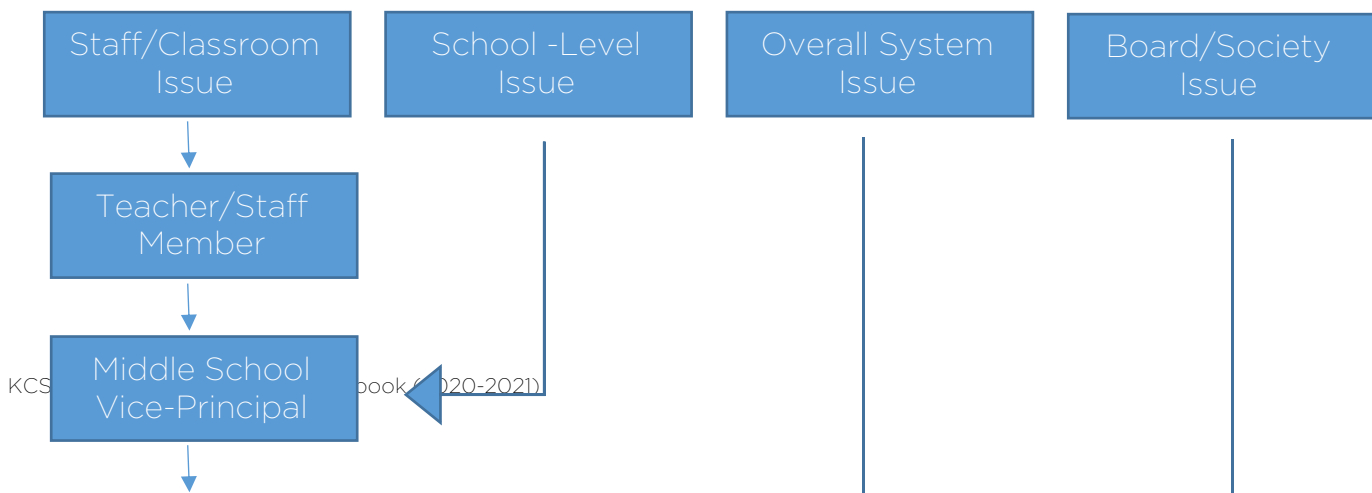 Staff/Classroom
Issue
School -Level
Issue
Overall System
Issue
Board/Society
Issue
Teacher/Staff
Member
Middle School
Vice-Principal
KCS book 020-2021)